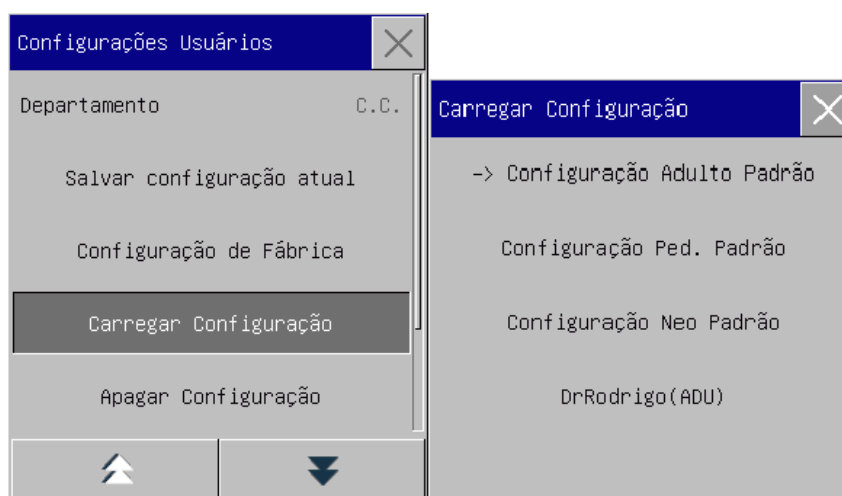 Configurações Usuários
Departamento C.C.
Salvar configuração atual
Configuração de Fábrica
Carregar Configuração
Apagar Configuração
Carregar Configuração
-> Configuração Adulto Padrão
Configuração Ped. Padrão
Configuração Neo Padrão
DrRodrigo(ADU)